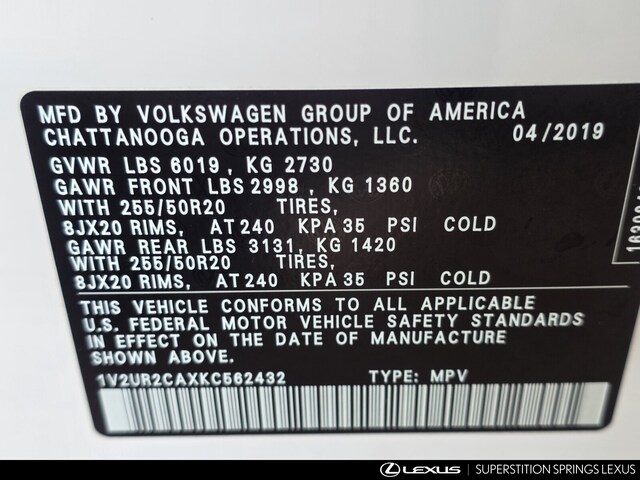 MFD BY VOLKSWAGEN GROUP OF AMERICA
CHATTANOOGA OPERATIONS, LLC. 04/2019
GVWR LBS 6019, KG 2730
GAWR FRONT LBS 2998, KG 1360
WITH 255/50R20 TIRES,
8JX20 RIMS, AT 240 KPA 35 PSI COLD
GAWR REAR LBS 3131, KG 1420
WITH 255/50R20 TIRES,
8JX20 RIMS, AT 240 KPA 35 PSI COLD
THIS VEHICLE CONFORMS TO ALL APPLICABLE
U.S. FEDERAL MOTOR VEHICLE SAFETY STANDARDS
IN EFFECT ON THE DATE OF MANUFACTURE
SHOWN ABOVE.
1V2UR2CAXKC562432 TYPE: MPV
LEXUS | SUPERSTITION SPRINGS LEXUS